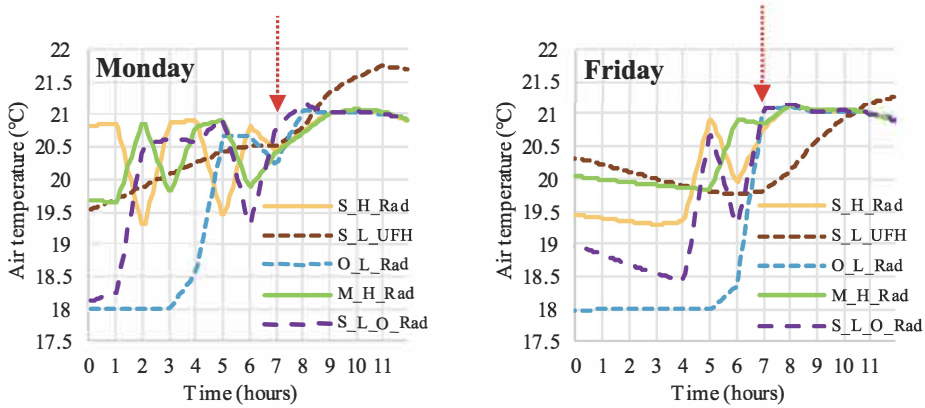 Monday
Air temperature (°C)
22
21.5
21
20.5
20
19.5
19
18.5
18
17.5
0 1 2 3 4 5 6 7 8 9 10 11
Time (hours)
S_H_Rad
S_L_UFH
O_L_Rad
M_H_Rad
S_L_O_Rad
Friday
Air temperature (°C)
22
21.5
21
20.5
20
19.5
19
18.5
18
17.5
0 1 2 3 4 5 6 7 8 9 10 11
Time (hours)
S_H_Rad
S_L_UFH
O_L_Rad
M_H_Rad
S_L_O_Rad